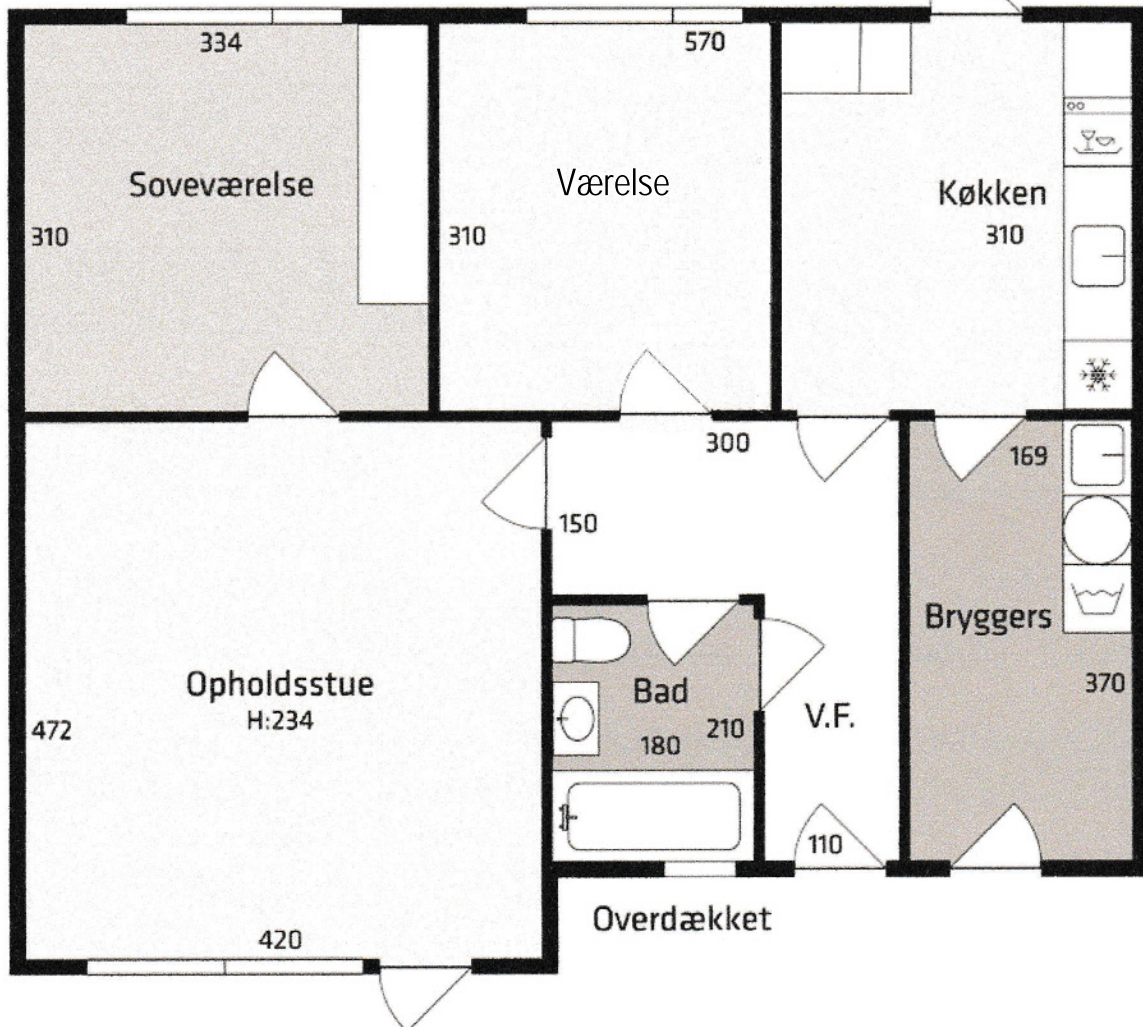 334
570
Soveværelse
Værelse
Køkken
310
310
310
300
169
150
Bryggers
Opholdsstue
H:234
Bad
370
472
210
V.F.
180
110
Overdækket
420